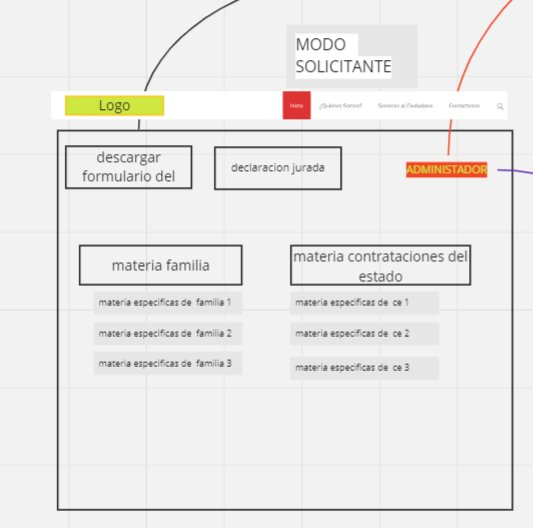 MODO
SOLICITANTE
Logo
Inicio
¿Quiénes Somos?
Servicios al Ciudadano
Contáctenos
descargar
formulario del
declaracion jurada
ADMINISTADOR
materia familia
materia contrataciones del
estado
materia especificas de familia 1
materia especificas de ce 1
materia especificas de familia 2
materia especificas de ce 2
materia especificas de familia 3
materia especificas de ce 3